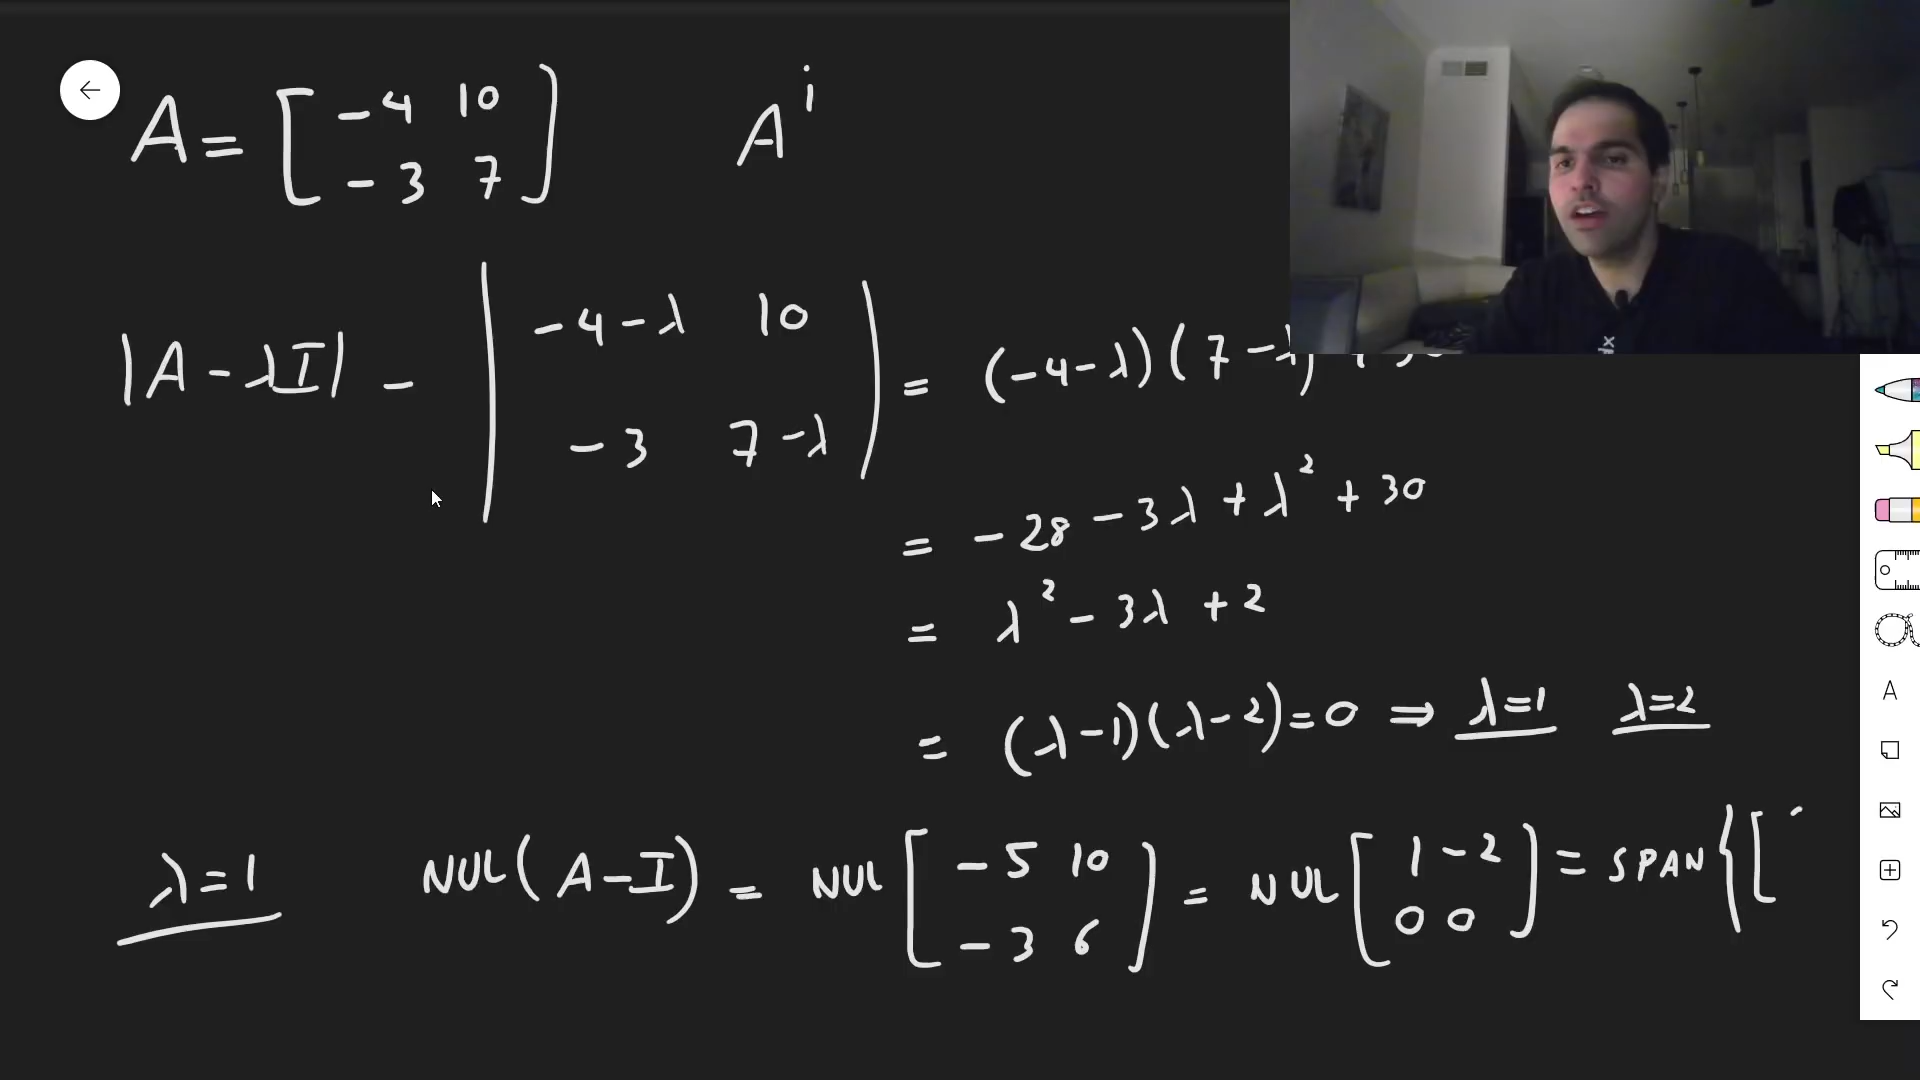 A = [ -4 10
-3 7 ] A^i
|A - λI| - | -4-λ 10
-3 7-λ | = (-4-λ)(7-λ)
= -28 - 3λ + λ² + 30
= λ² - 3λ + 2
= (λ-1)(λ-2)=0 ⇒ λ=1 λ=2
λ=1 NUL(A-I) = NUL [ -5 10 = NUL [ 1 -2 = SPAN { [
-3 6 ] 0 0 ]
A